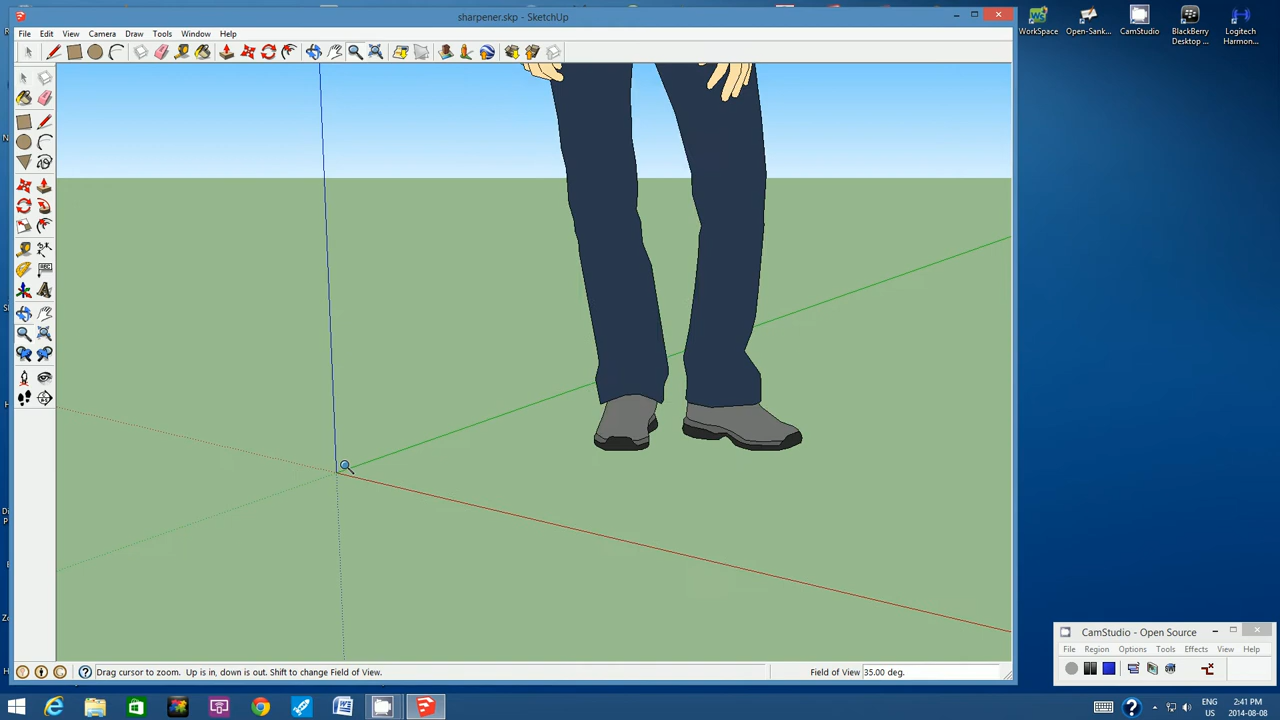 sharpener.skp - SketchUp
File Edit View Camera Draw Tools Window Help
WorkSpace
Open-Sank...
CamStudio
BlackBerry Desktop ...
Logitech Harmon...
CamStudio - Open Source
File Region Options Tools Effects View Help
Drag cursor to zoom. Up is in, down is out. Shift to change Field of View.
Field of View 35.00 deg.
ENG
US
2:41 PM
2014-08-08